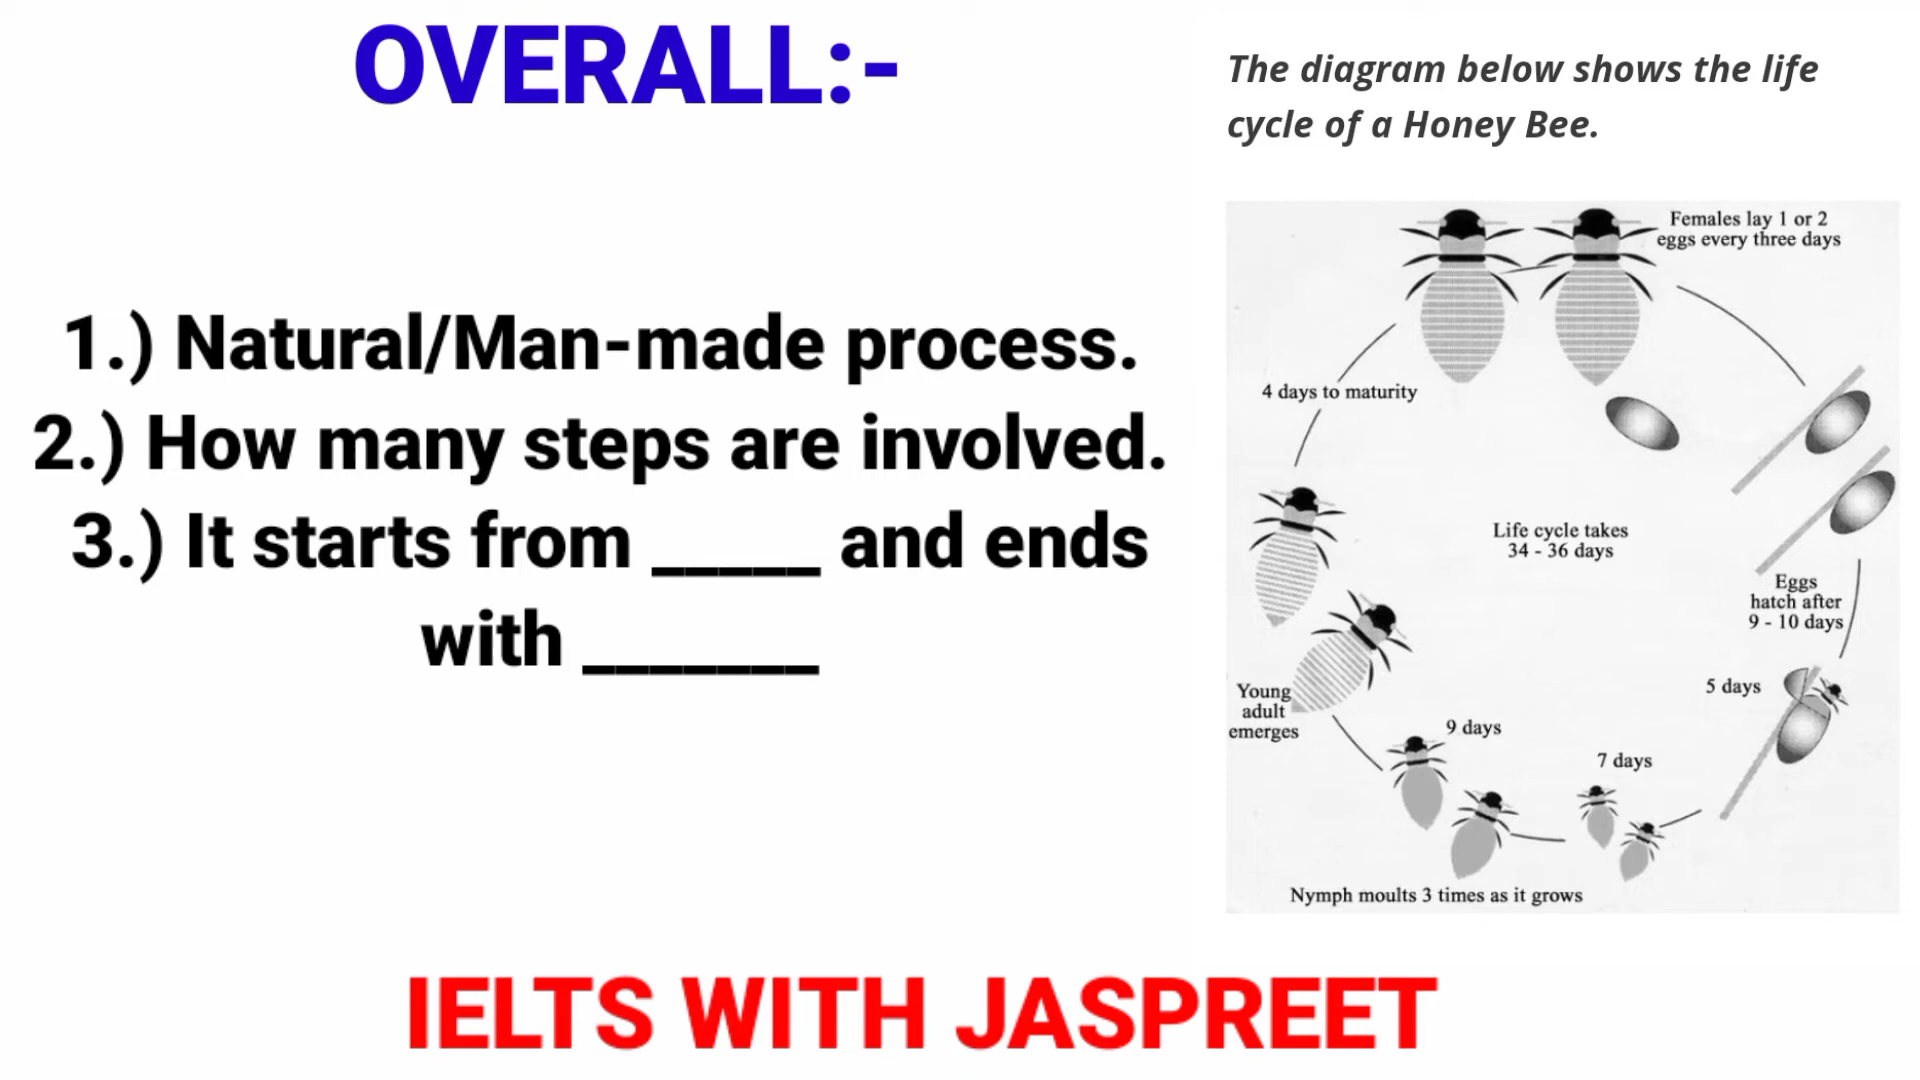 OVERALL:-
1.) Natural/Man-made process.
2.) How many steps are involved.
3.) It starts from _____ and ends
with _______
The diagram below shows the life
cycle of a Honey Bee.
Females lay 1 or 2
eggs every three days
4 days to maturity
Life cycle takes
34 - 36 days
Eggs
hatch after
9 - 10 days
5 days
Young
adult
emerges
9 days
7 days
Nymph moults 3 times as it grows
IELTS WITH JASPREET